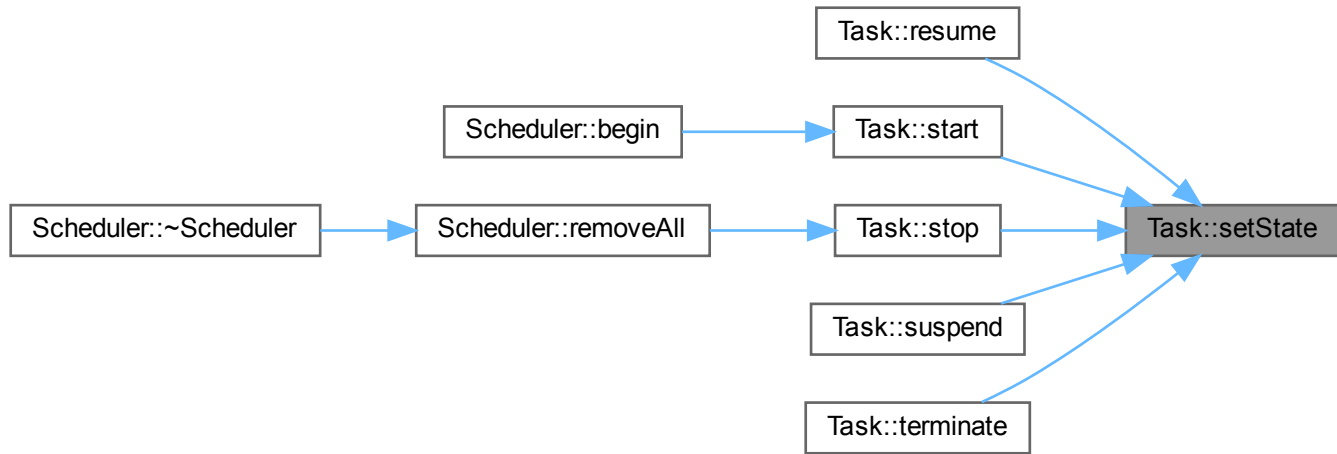 Task::resume
Scheduler::begin
Task::start
Scheduler::~Scheduler
Scheduler::removeAll
Task::stop
Task::setState
Task::suspend
Task::terminate